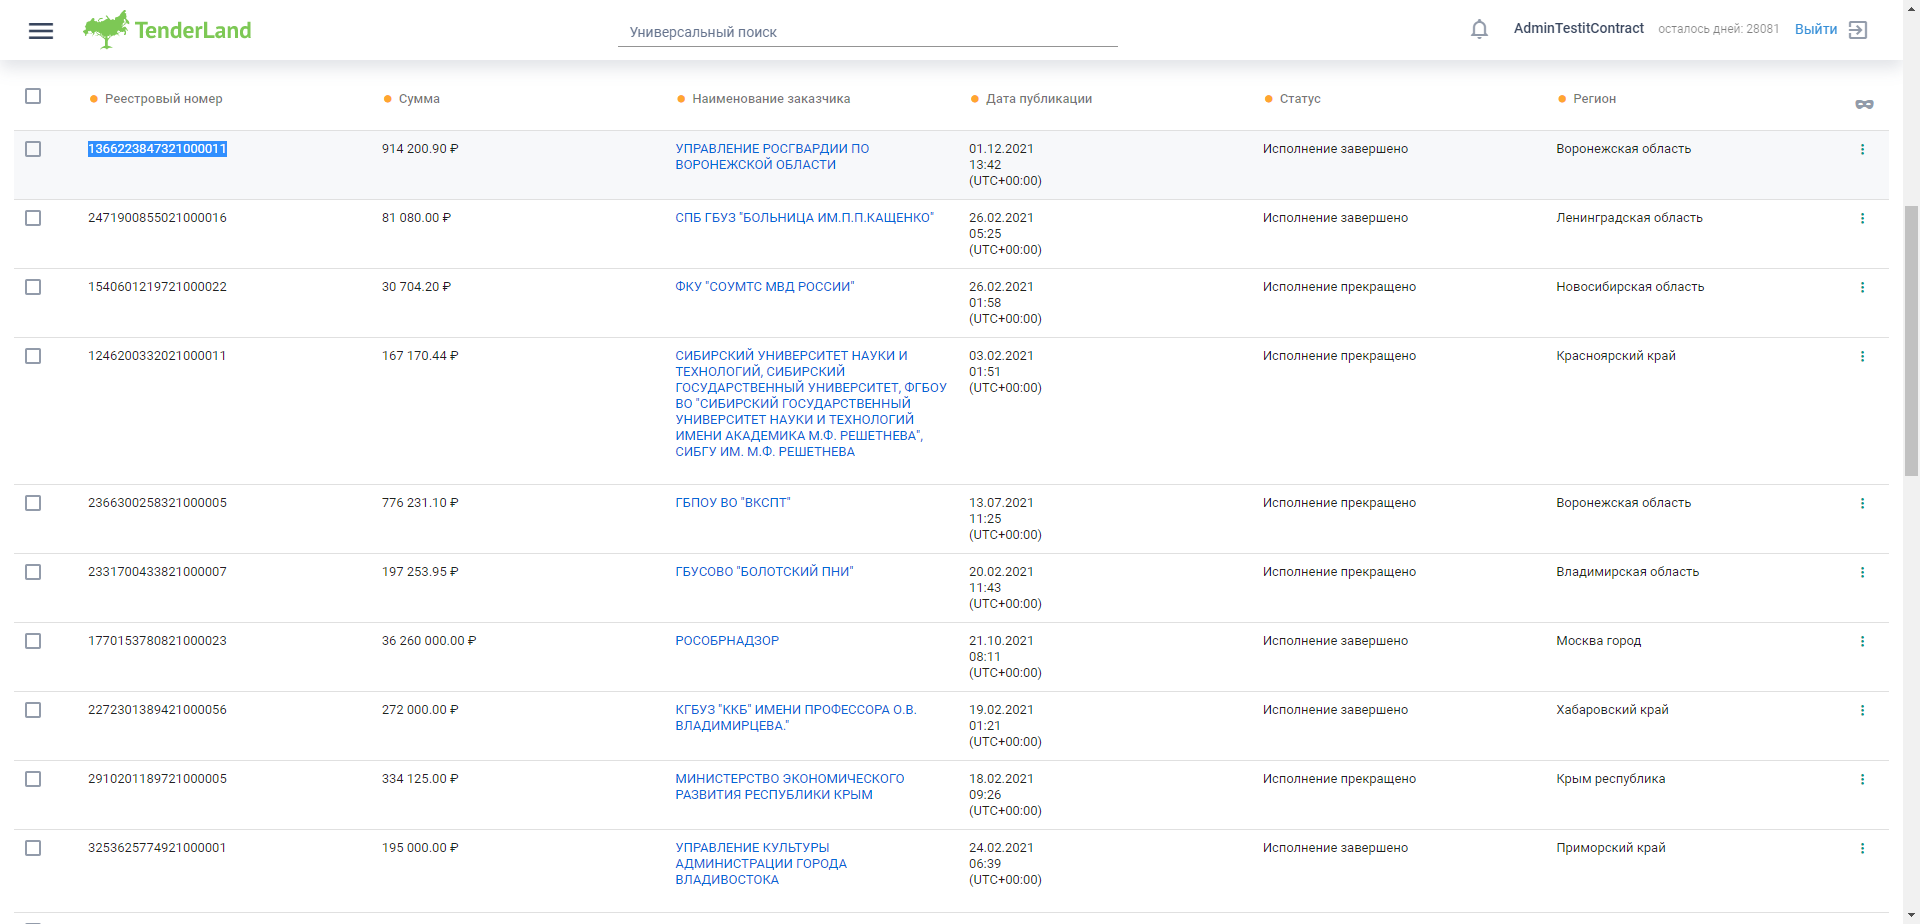 TenderLand
Универсальный поиск
AdminTestitContract
осталось дней: 28081
Выйти
Реестровый номер
Сумма
Наименование заказчика
Дата публикации
Статус
Регион
1366223847321000011
914 200.90 ₽
УПРАВЛЕНИЕ РОСГВАРДИИ ПО
ВОРОНЕЖСКОЙ ОБЛАСТИ
01.12.2021
13:42
(UTC+00:00)
Исполнение завершено
Воронежская область
2471900855021000016
81 080.00 ₽
СПБ ГБУЗ "БОЛЬНИЦА ИМ.П.П.КАЩЕНКО"
26.02.2021
05:25
(UTC+00:00)
Исполнение завершено
Ленинградская область
1540601219721000022
30 704.20 ₽
ФКУ "СОУМТС МВД РОССИИ"
26.02.2021
01:58
(UTC+00:00)
Исполнение прекращено
Новосибирская область
1246200332021000011
167 170.44 ₽
СИБИРСКИЙ УНИВЕРСИТЕТ НАУКИ И
ТЕХНОЛОГИЙ, СИБИРСКИЙ
ГОСУДАРСТВЕННЫЙ УНИВЕРСИТЕТ, ФГБОУ
ВО "СИБИРСКИЙ ГОСУДАРСТВЕННЫЙ
УНИВЕРСИТЕТ НАУКИ И ТЕХНОЛОГИЙ
ИМЕНИ АКАДЕМИКА М.Ф. РЕШЕТНЕВА",
СИБГУ ИМ. М.Ф. РЕШЕТНЕВА
03.02.2021
01:51
(UTC+00:00)
Исполнение прекращено
Красноярский край
2366300258321000005
776 231.10 ₽
ГБПОУ ВО "ВКСПТ"
13.07.2021
11:25
(UTC+00:00)
Исполнение прекращено
Воронежская область
2331700433821000007
197 253.95 ₽
ГБУСОВО "БОЛОТСКИЙ ПНИ"
20.02.2021
11:43
(UTC+00:00)
Исполнение прекращено
Владимирская область
1770153780821000023
36 260 000.00 ₽
РОСОБРНАДЗОР
21.10.2021
08:11
(UTC+00:00)
Исполнение завершено
Москва город
2272301389421000056
272 000.00 ₽
КГБУЗ "ККБ" ИМЕНИ ПРОФЕССОРА О.В.
ВЛАДИМИРЦЕВА."
19.02.2021
01:21
(UTC+00:00)
Исполнение завершено
Хабаровский край
2910201189721000005
334 125.00 ₽
МИНИСТЕРСТВО ЭКОНОМИЧЕСКОГО
РАЗВИТИЯ РЕСПУБЛИКИ КРЫМ
18.02.2021
09:26
(UTC+00:00)
Исполнение прекращено
Крым республика
3253625774921000001
195 000.00 ₽
УПРАВЛЕНИЕ КУЛЬТУРЫ
АДМИНИСТРАЦИИ ГОРОДА
ВЛАДИВОСТОКА
24.02.2021
06:39
(UTC+00:00)
Исполнение завершено
Приморский край